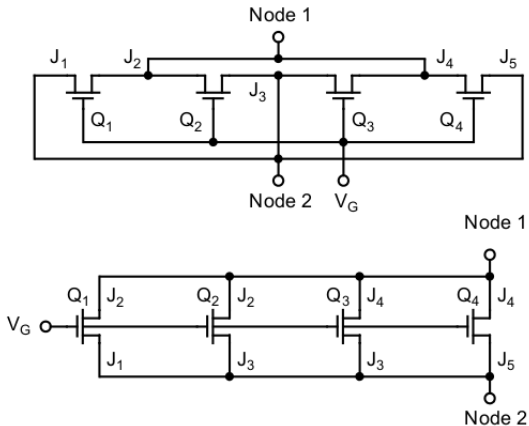 Node 1
J1 J2 J3 J4 J5
Q1 Q2 Q3 Q4
Node 2 VG
Node 1
Q1 J2 Q2 J2 Q3 J4 Q4 J4
VG
J1 J3 J3 J5
Node 2